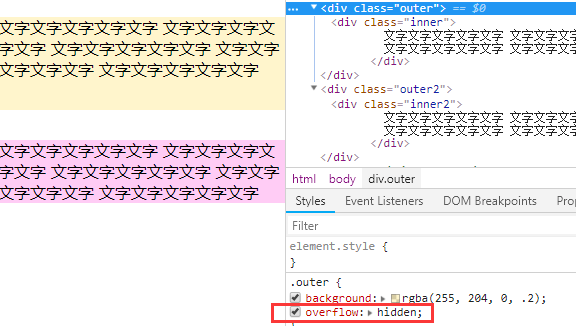 文字文字文字文字文字 文字文字文字文
字文字 文字文字文字文字文字 文字文字
文字文字文字 文字文字文字文字文字
文字文字文字文字文字 文字文字文字文
字文字 文字文字文字文字文字 文字文字
文字文字文字 文字文字文字文字文字
… ▼<div class="outer"> == $0
▼<div class="inner">
文字文字文字文字文字 文字文字文
文字文字文字文字文字 文字文字文
</div>
</div>
▼<div class="outer2">
▼<div class="inner2">
文字文字文字文字文字 文字文字文
文字文字文字文字文字 文字文字文
</div>
</div>
html body div.outer
Styles Event Listeners DOM Breakpoints Prop
Filter
element.style {
}
.outer {
background:▶ rgba(255, 204, 0, .2);
overflow:▶ hidden;